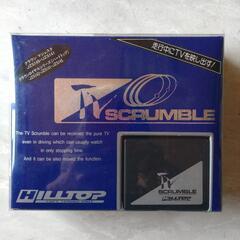 走行中にTVを映し出す!
TV
SCRUMBLE
The TV Scrumble can be received the pure TV
even in driving which can usually watch
in only stopping time.
And it can be also moved the function.
HILLTOP
TV
SCRUMBLE
HILLTOP